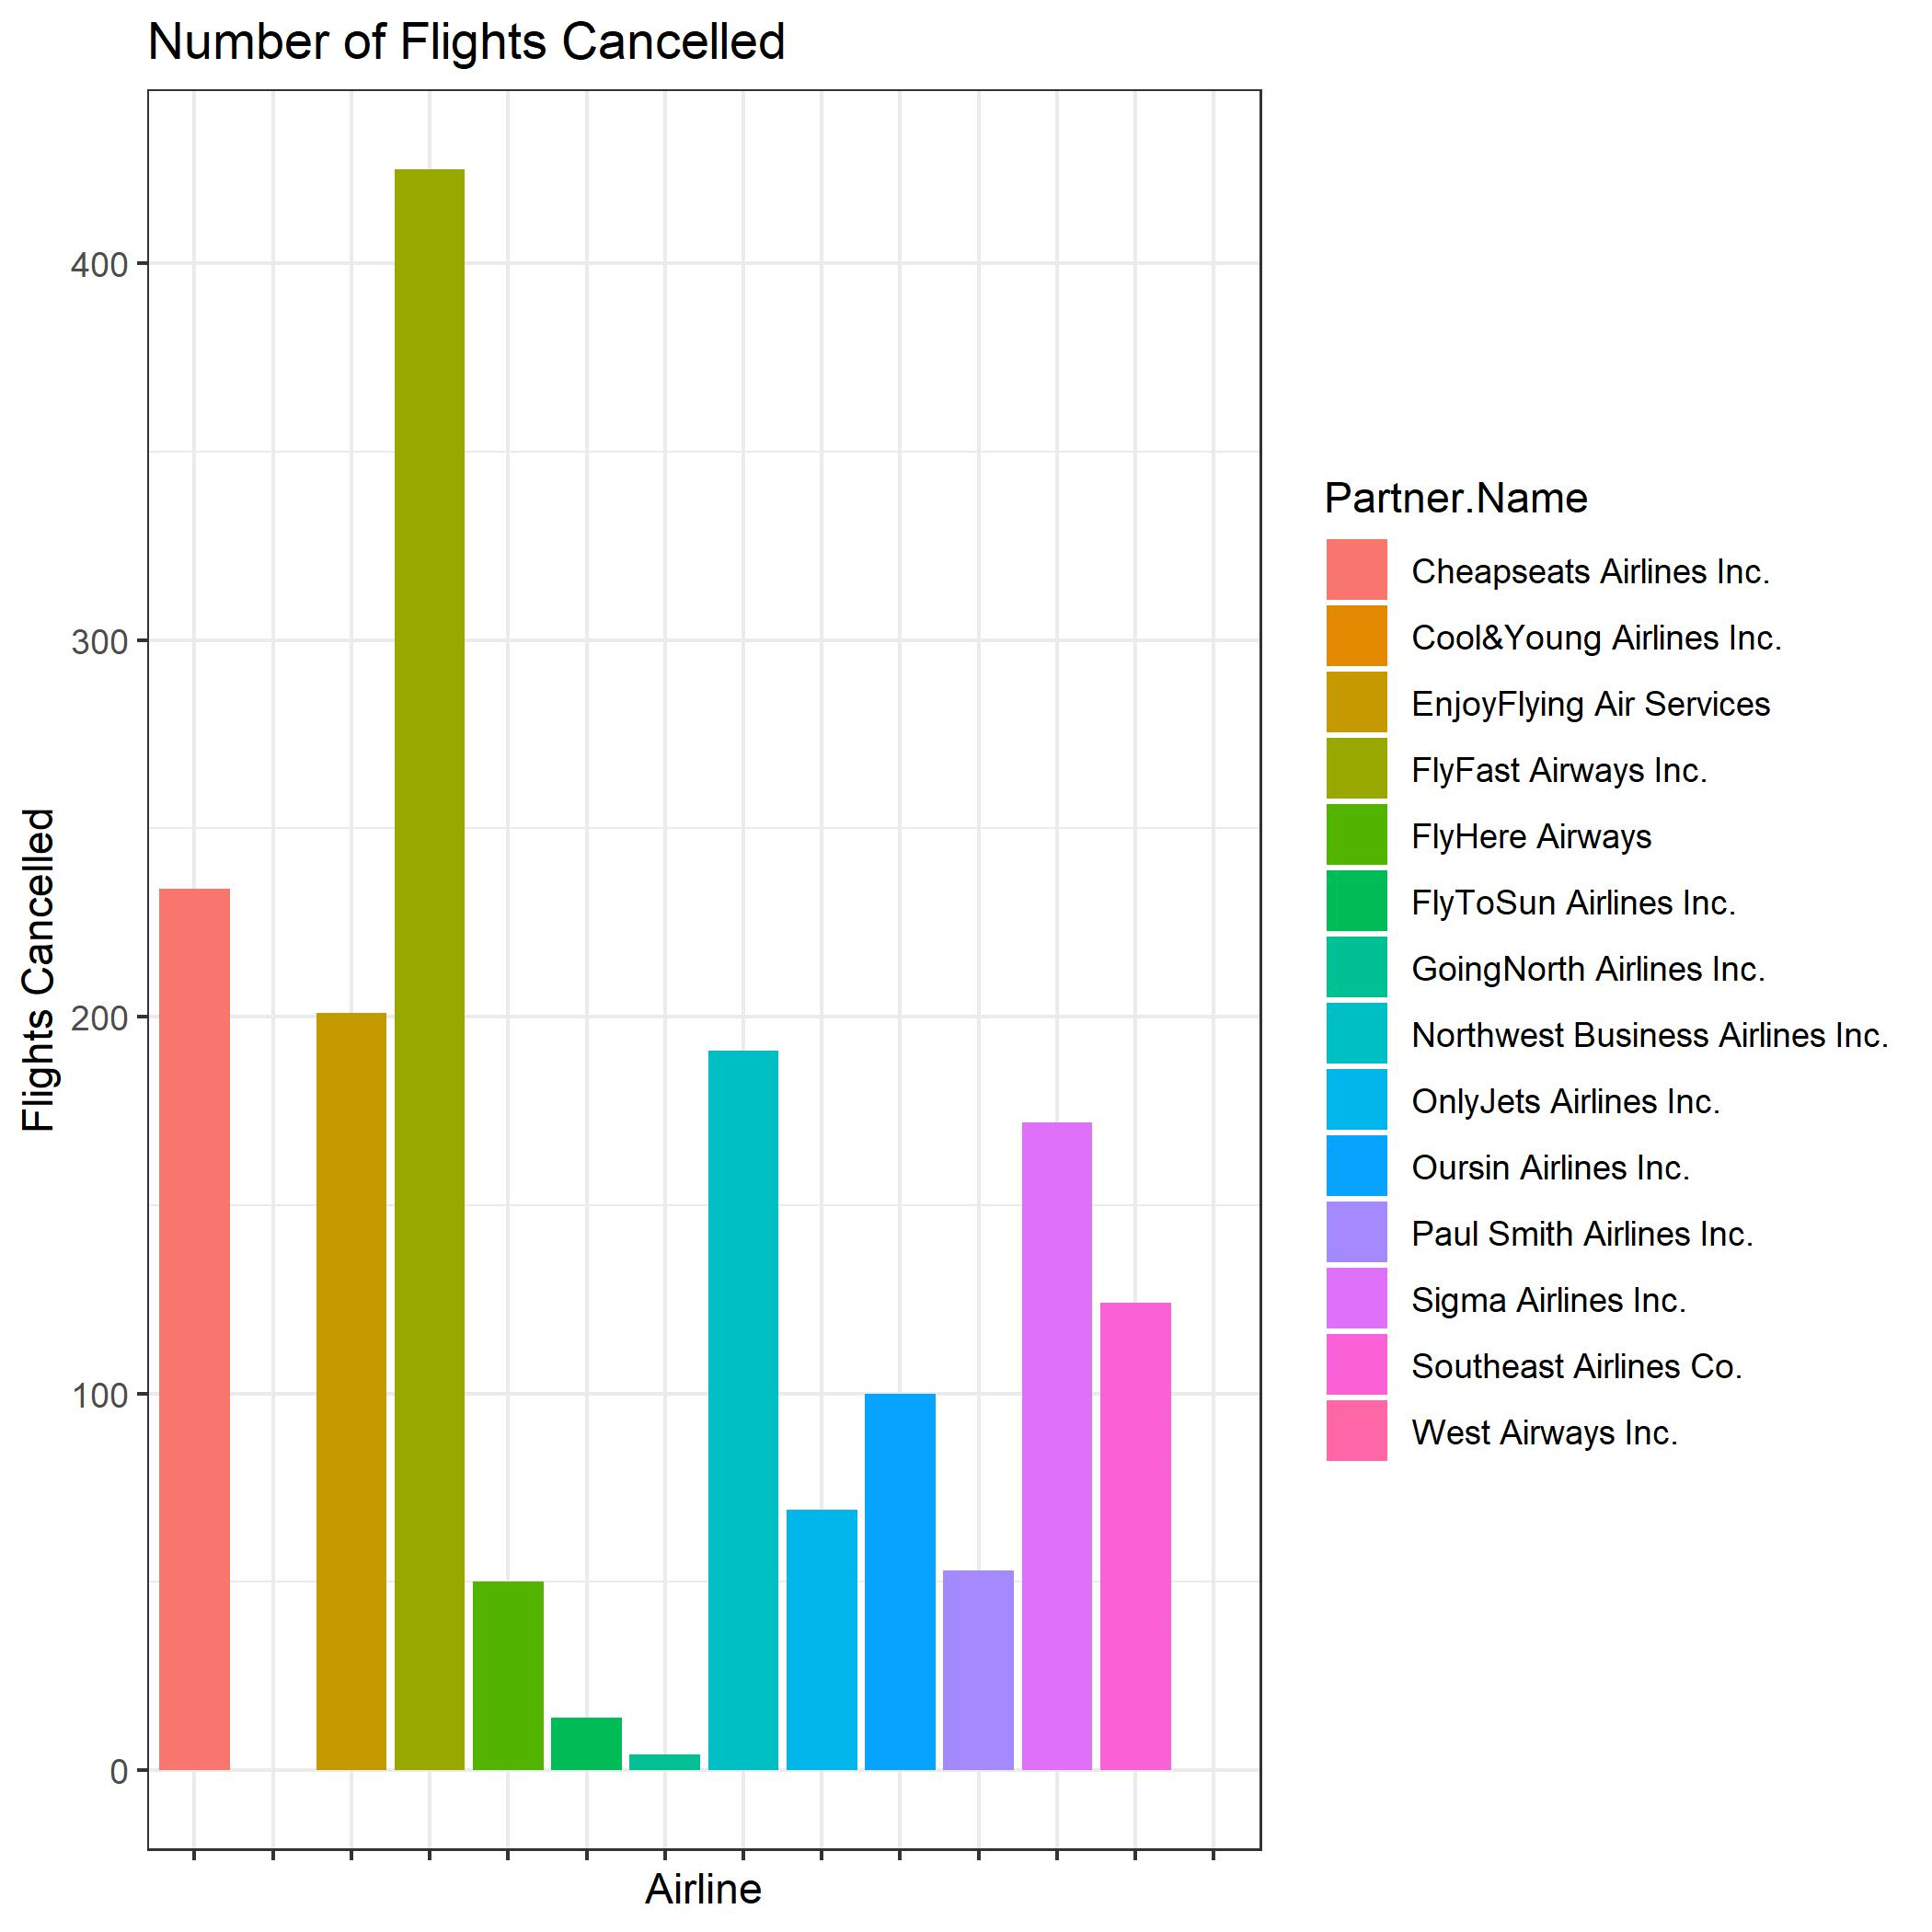 Number of Flights Cancelled
400
300
200
100
0
Flights Cancelled
Airline
Partner.Name
Cheapseats Airlines Inc.
Cool&Young Airlines Inc.
EnjoyFlying Air Services
FlyFast Airways Inc.
FlyHere Airways
FlyToSun Airlines Inc.
GoingNorth Airlines Inc.
Northwest Business Airlines Inc.
OnlyJets Airlines Inc.
Oursin Airlines Inc.
Paul Smith Airlines Inc.
Sigma Airlines Inc.
Southeast Airlines Co.
West Airways Inc.